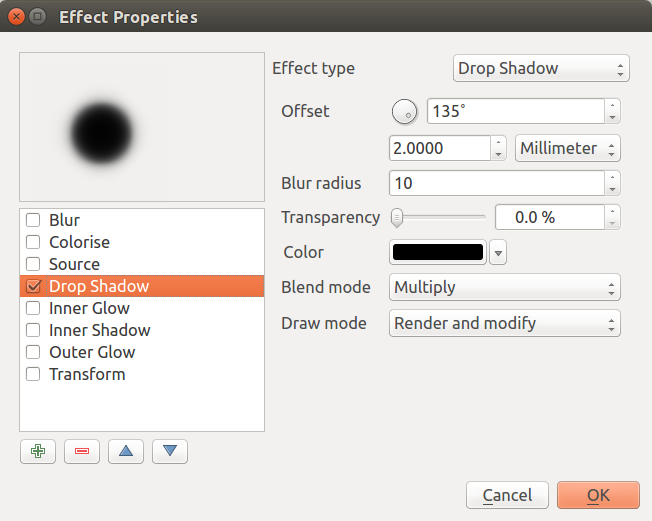 Effect Properties
Effect type
Drop Shadow
Offset
135°
2.0000
Millimeter
Blur radius
10
Transparency
0.0 %
Color
Blend mode
Multiply
Draw mode
Render and modify
Blur
Colorise
Source
Drop Shadow
Inner Glow
Inner Shadow
Outer Glow
Transform
Cancel
OK